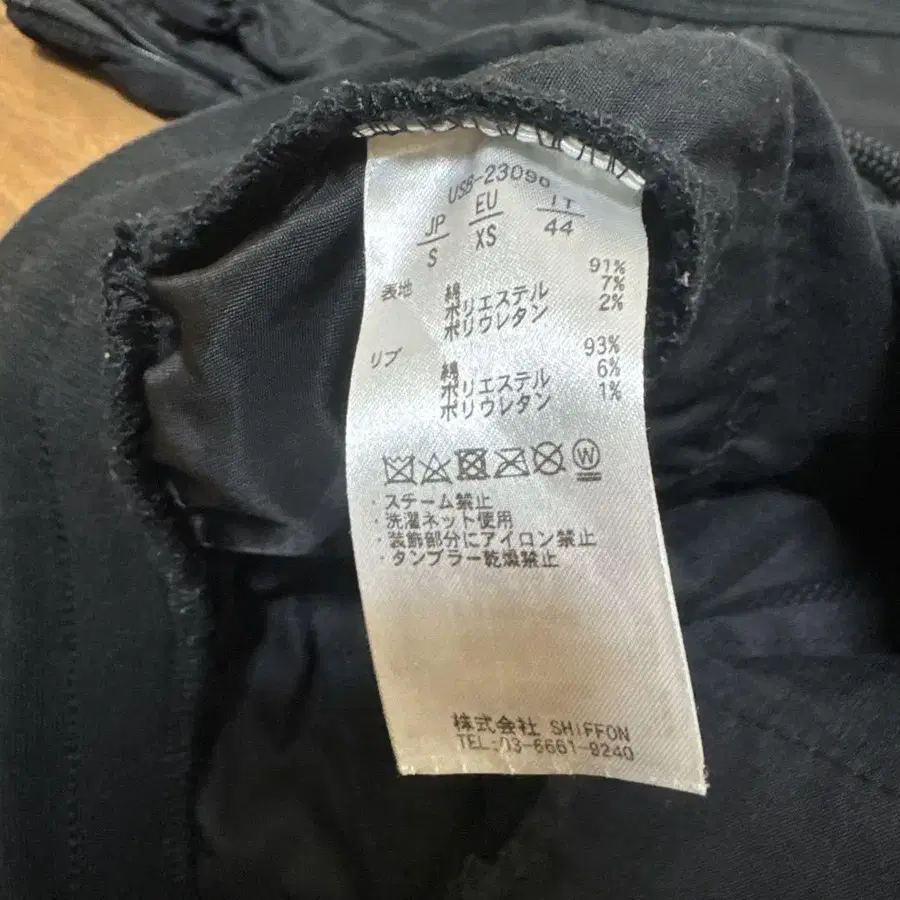 USB-23090
JP EU IT
S XS 44
表地 綿 91%
ポリエステル 7%
ポリウレタン 2%
リブ 綿 93%
ポリエステル 6%
ポリウレタン 1%
W
・スチーム禁止
・洗濯ネット使用
・装飾部分にアイロン禁止
・タンブラー乾燥禁止
株式会社 SHIFFON
TEL:03-6661-9240